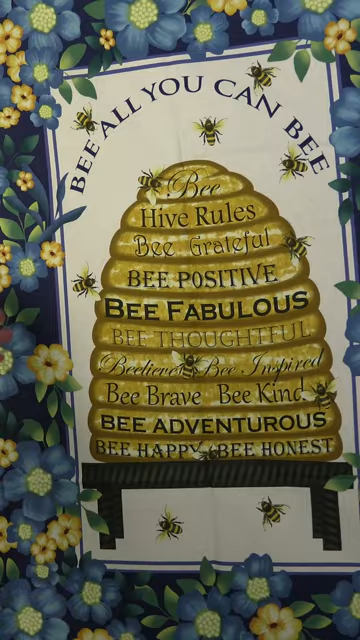 BEE ALL YOU CAN BEE
Bee
Hive Rules
Bee Grateful
BEE POSITIVE
BEE FABULOUS
BEE THOUGHTFUL
Beelieve Bee Inspired
Bee Brave Bee Kind
BEE ADVENTUROUS
BEE HAPPY BEE HONEST